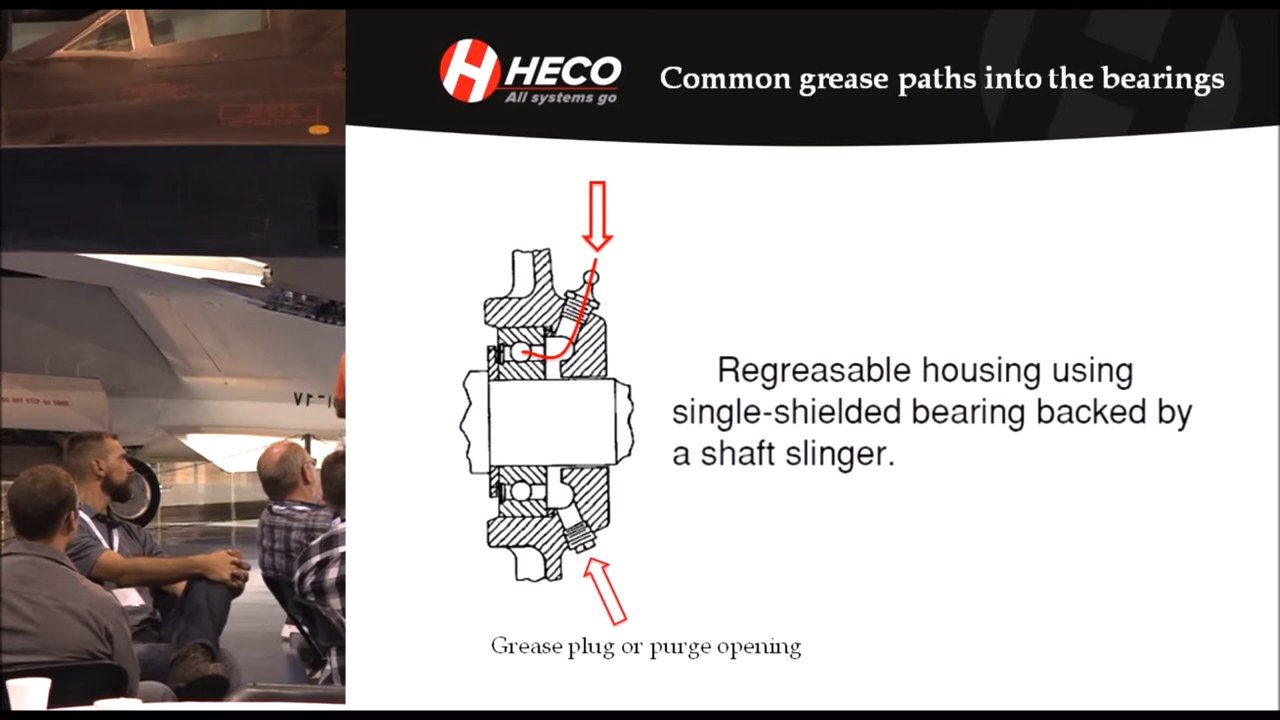 HECO
All systems go
Common grease paths into the bearings
Regreasable housing using
single-shielded bearing backed by
a shaft slinger.
Grease plug or purge opening